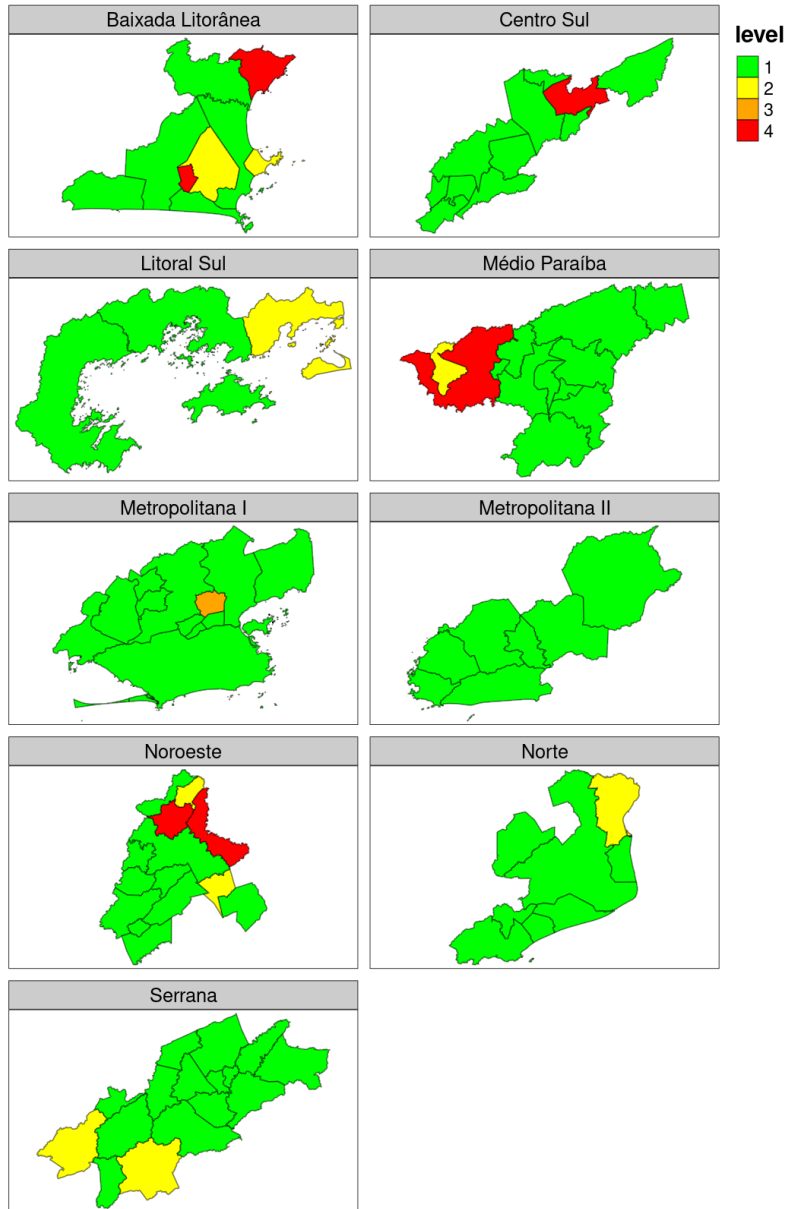 Baixada Litorânea
Centro Sul
level
1
2
3
4
Litoral Sul
Médio Paraíba
Metropolitana I
Metropolitana II
Noroeste
Norte
Serrana